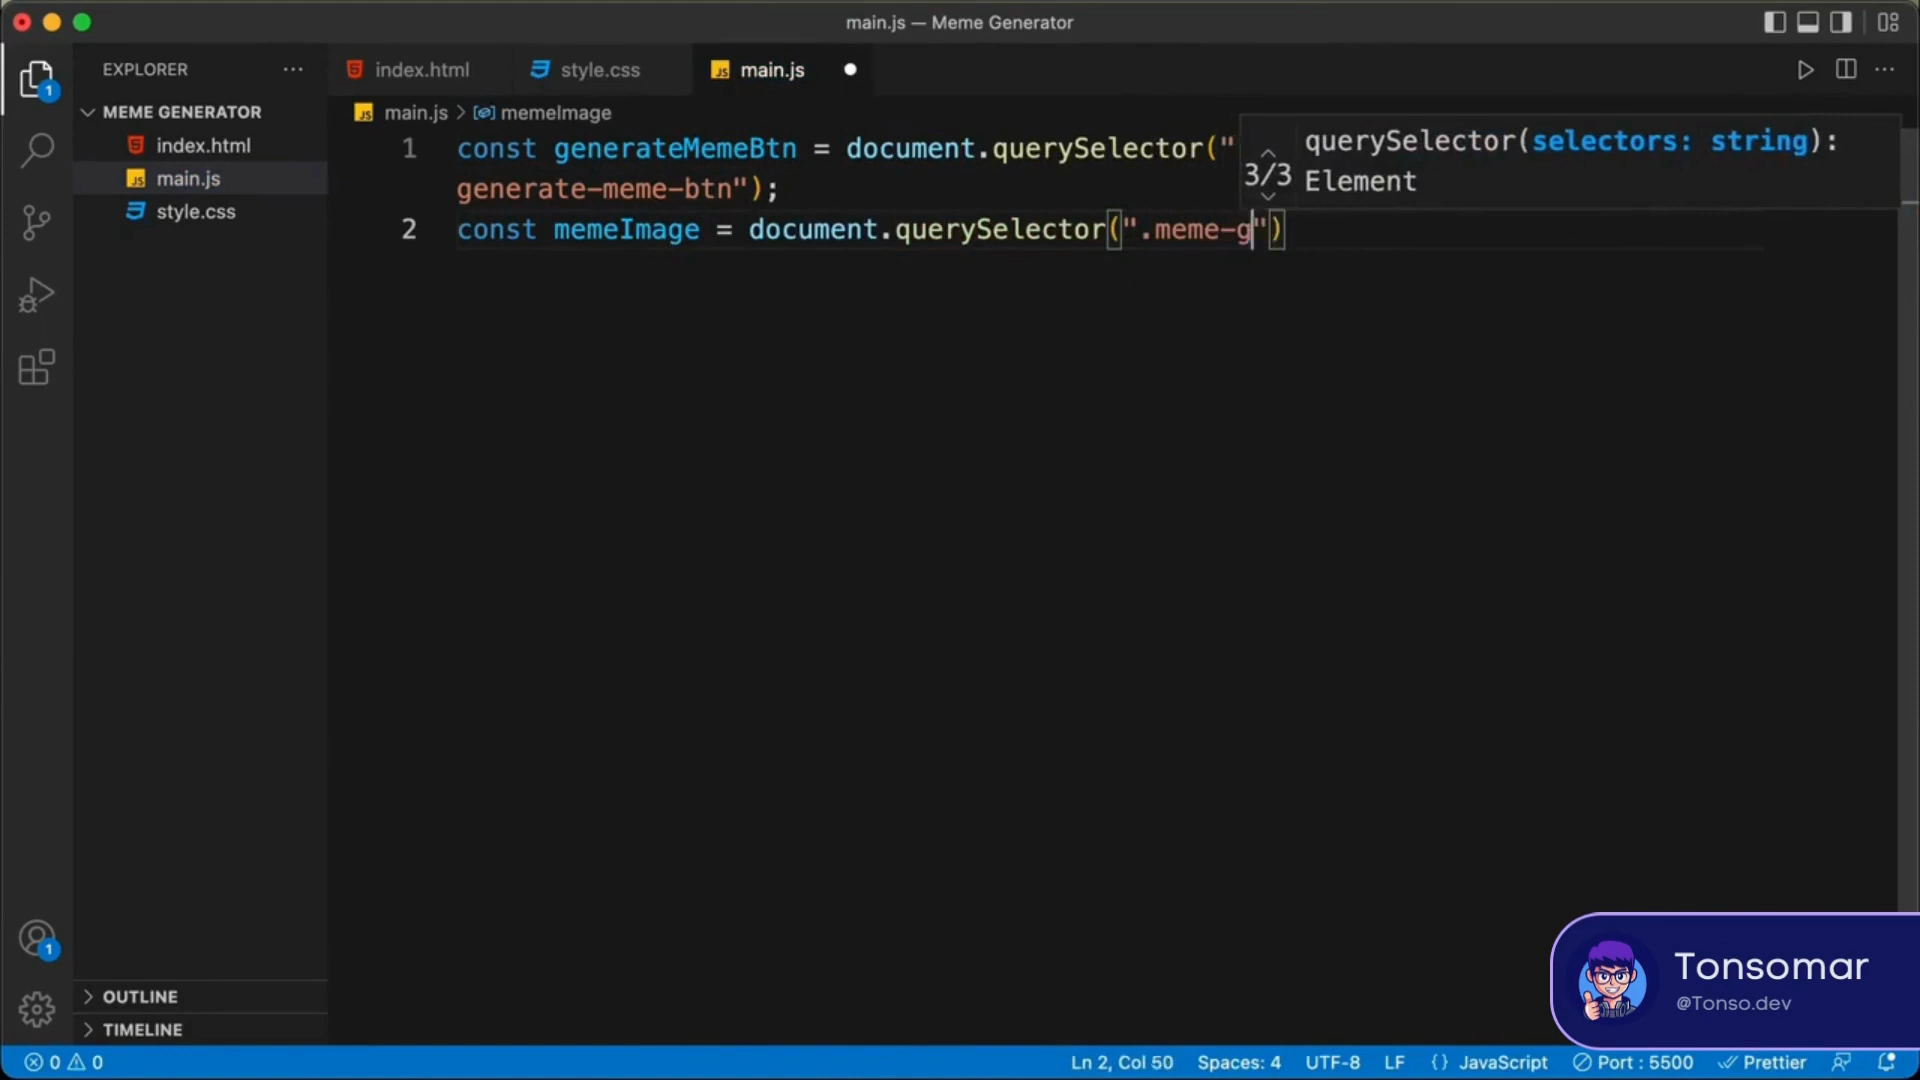 main.js — Meme Generator
EXPLORER
index.html
style.css
main.js
MEME GENERATOR
index.html
main.js
style.css
main.js > memeImage
1 const generateMemeBtn = document.querySelector("
generate-meme-btn");
2 const memeImage = document.querySelector(".meme-g")
3/3
querySelector(selectors: string):
Element
1
1
OUTLINE
TIMELINE
Tonsomar
@Tonso.dev
0 0
Ln 2, Col 50
Spaces: 4
UTF-8
LF
{} JavaScript
Port : 5500
Prettier